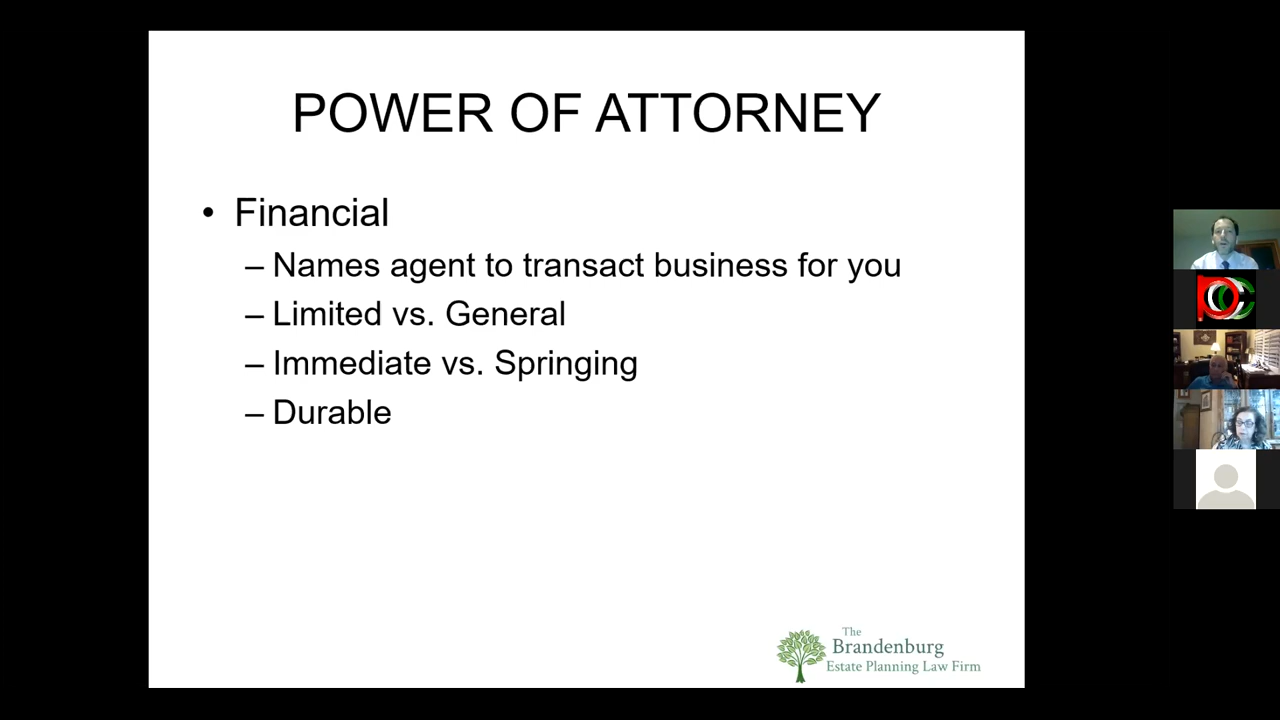 POWER OF ATTORNEY
• Financial
– Names agent to transact business for you
– Limited vs. General
– Immediate vs. Springing
– Durable
The
Brandenburg
Estate Planning Law Firm